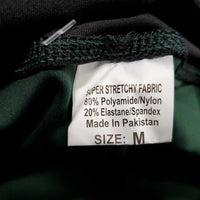 SUPER STRETCHY FABRIC
80% Polyamide/Nylon
20% Elastane/Spandex
Made In Pakistan
SIZE: M